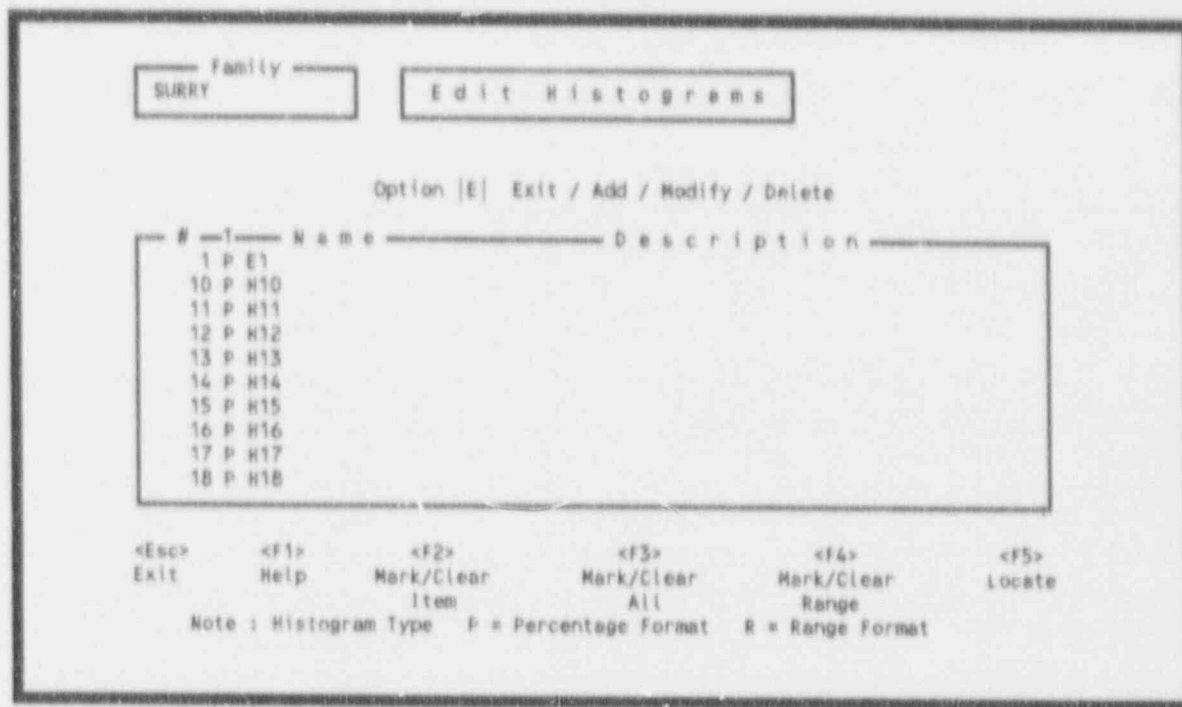 Family
SURRY
Edit Histograms
Option |E| Exit / Add / Modify / Delete
# T Name Description
1 P E1
10 P H10
11 P H11
12 P H12
13 P H13
14 P H14
15 P H15
16 P H16
17 P H17
18 P H18
<Esc> <F1> <F2> <F3> <F4> <F5>
Exit Help Mark/Clear Mark/Clear Mark/Clear Locate
Item All Range
Note : Histogram Type P = Percentage Format R = Range Format